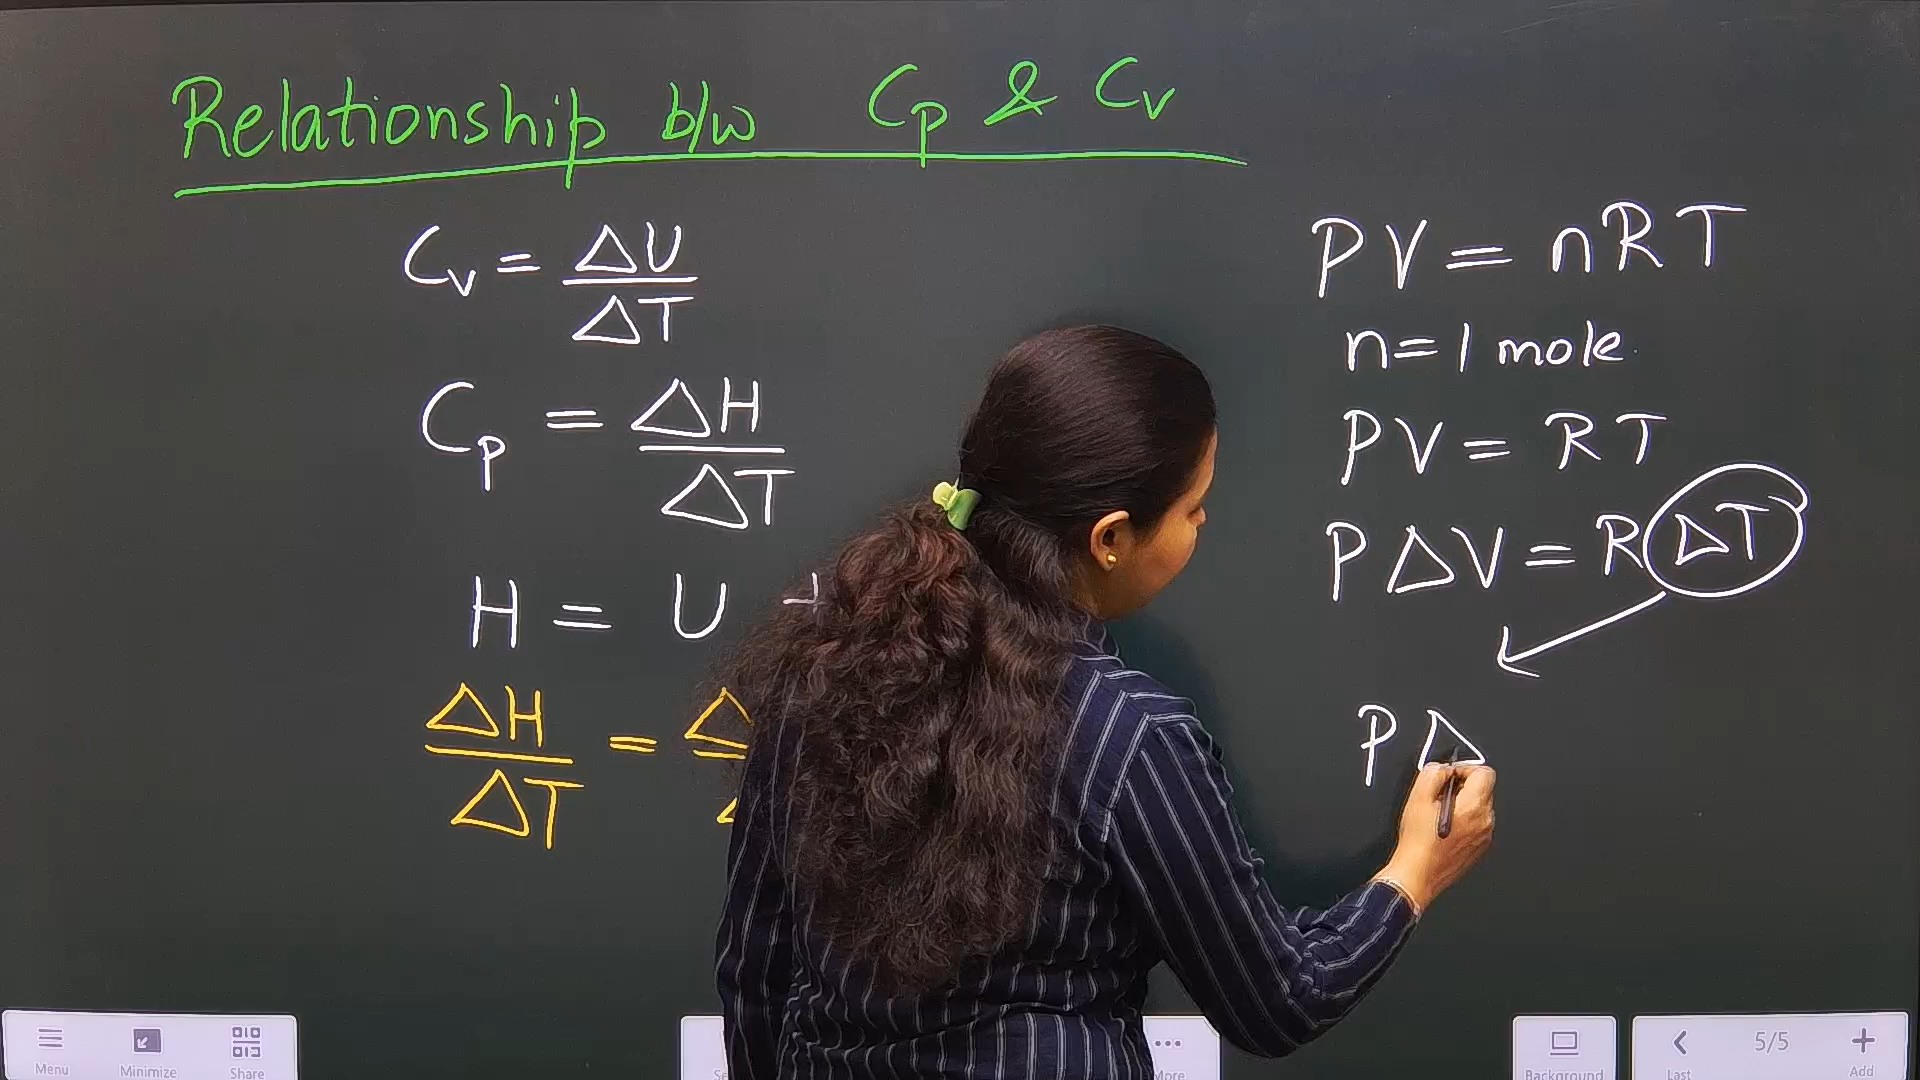 Relationship b/w Cp & Cv
Cv = ΔU
ΔT
Cp = ΔH
ΔT
H = U +
ΔH
ΔT
= Δ
Δ
PV = nRT
n = 1 mole
PV = RT
PΔV = RΔT
PΔ
Menu
Minimize
Share
More
Background
Last
5/5
Add